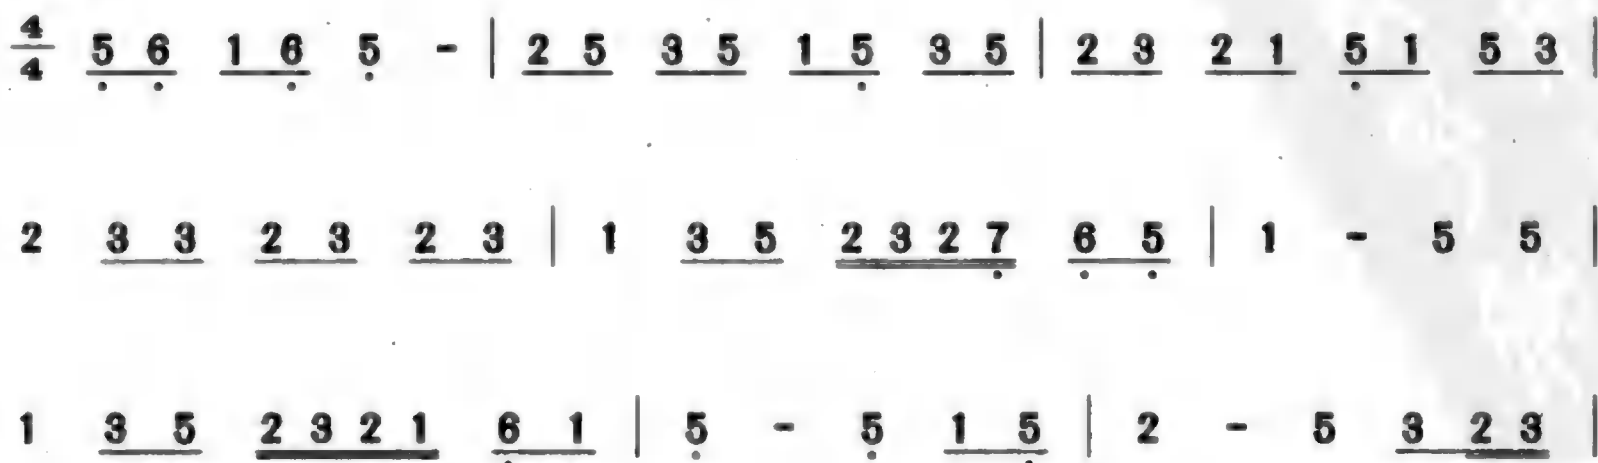 4/4 5̣ 6̣ 1 6̣ 5̣ - | 2 5 3 5 1 5̣ 3 5 | 2 3 2 1 5̣ 1 5 3 |
2 3 3 2 3 2 3 | 1 3 5 2 3 2 7̣ 6̣ 5̣ | 1 - 5 5 |
1 3 5 2 3 2 1 6̣ 1 | 5̣ - 5̣ 1 5̣ | 2 - 5 3 2 3 |